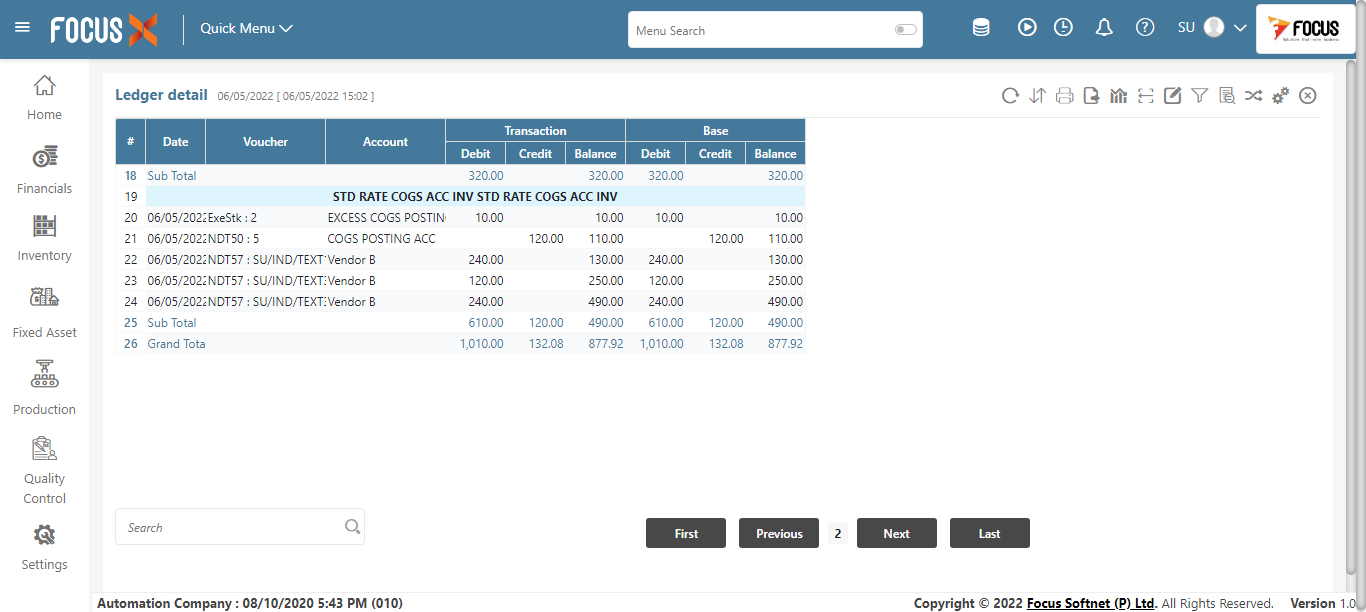 FOCUS X Quick Menu Menu Search SU FOCUS
Home
Financials
Inventory
Fixed Asset
Production
Quality
Control
Settings
Ledger detail 06/05/2022 [ 06/05/2022 15:02 ]
# Date Voucher Account Transaction Base
Debit Credit Balance Debit Credit Balance
18 Sub Total 320.00 320.00 320.00 320.00
19 STD RATE COGS ACC INV STD RATE COGS ACC INV
20 06/05/2022 ExeStk : 2 EXCESS COGS POSTIN 10.00 10.00 10.00 10.00
21 06/05/2022 NDT50 : 5 COGS POSTING ACC 120.00 110.00 120.00 110.00
22 06/05/2022 NDT57 : SU/IND/TEXT Vendor B 240.00 130.00 240.00 130.00
23 06/05/2022 NDT57 : SU/IND/TEXT Vendor B 120.00 250.00 120.00 250.00
24 06/05/2022 NDT57 : SU/IND/TEXT Vendor B 240.00 490.00 240.00 490.00
25 Sub Total 610.00 120.00 490.00 610.00 120.00 490.00
26 Grand Tota 1,010.00 132.08 877.92 1,010.00 132.08 877.92
Search
First Previous 2 Next Last
Automation Company : 08/10/2020 5:43 PM (010)
Copyright © 2022 Focus Softnet (P) Ltd. All Rights Reserved. Version 1.0